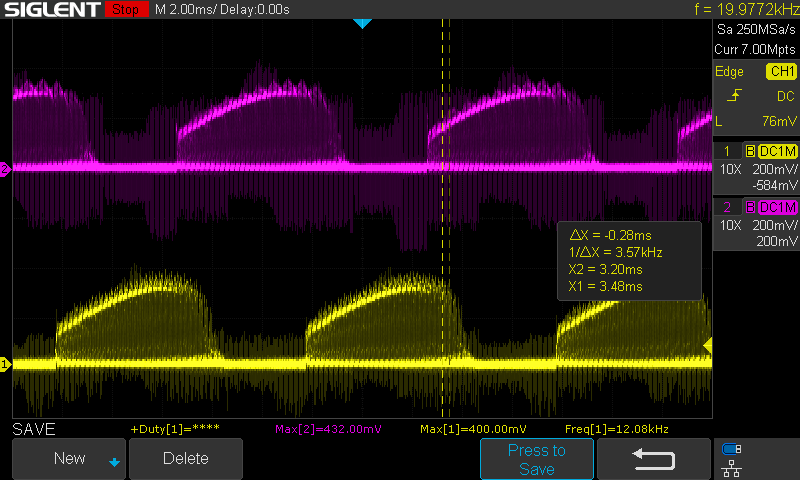 SIGLENT Stop M 2.00ms/ Delay:0.00s f = 19.9772kHz
Sa 250MSa/s
Curr 7.00Mpts
Edge CH1
DC
L 76mV
1 B DC1M
10X 200mV/
-584mV
2 B DC1M
10X 200mV/
200mV
2
ΔX = -0.28ms
1/ΔX = 3.57kHz
X2 = 3.20ms
X1 = 3.48ms
1
SAVE +Duty[1]=**** Max[2]=432.00mV Max[1]=400.00mV Freq[1]=12.08kHz
New Delete Press to
Save